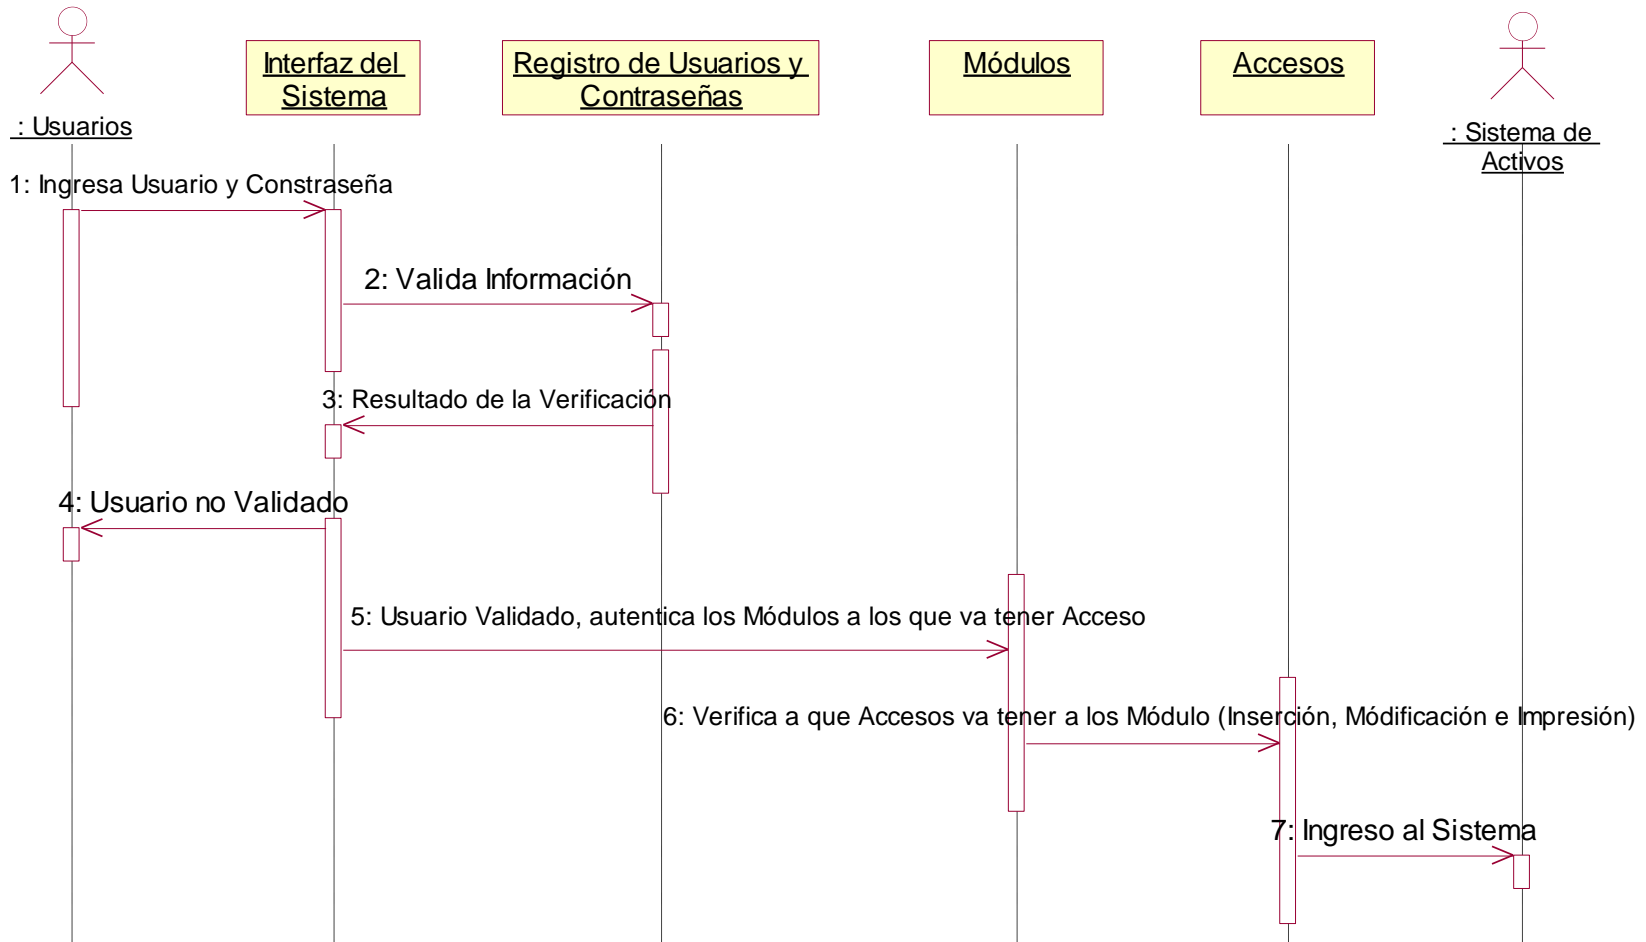 : Usuarios
Interfaz del
Sistema
Registro de Usuarios y
Contraseñas
Módulos
Accesos
: Sistema de
Activos
1: Ingresa Usuario y Constraseña
2: Valida Información
3: Resultado de la Verificación
4: Usuario no Validado
5: Usuario Validado, autentica los Módulos a los que va tener Acceso
6: Verifica a que Accesos va tener a los Módulo (Inserción, Módificación e Impresión)
7: Ingreso al Sistema